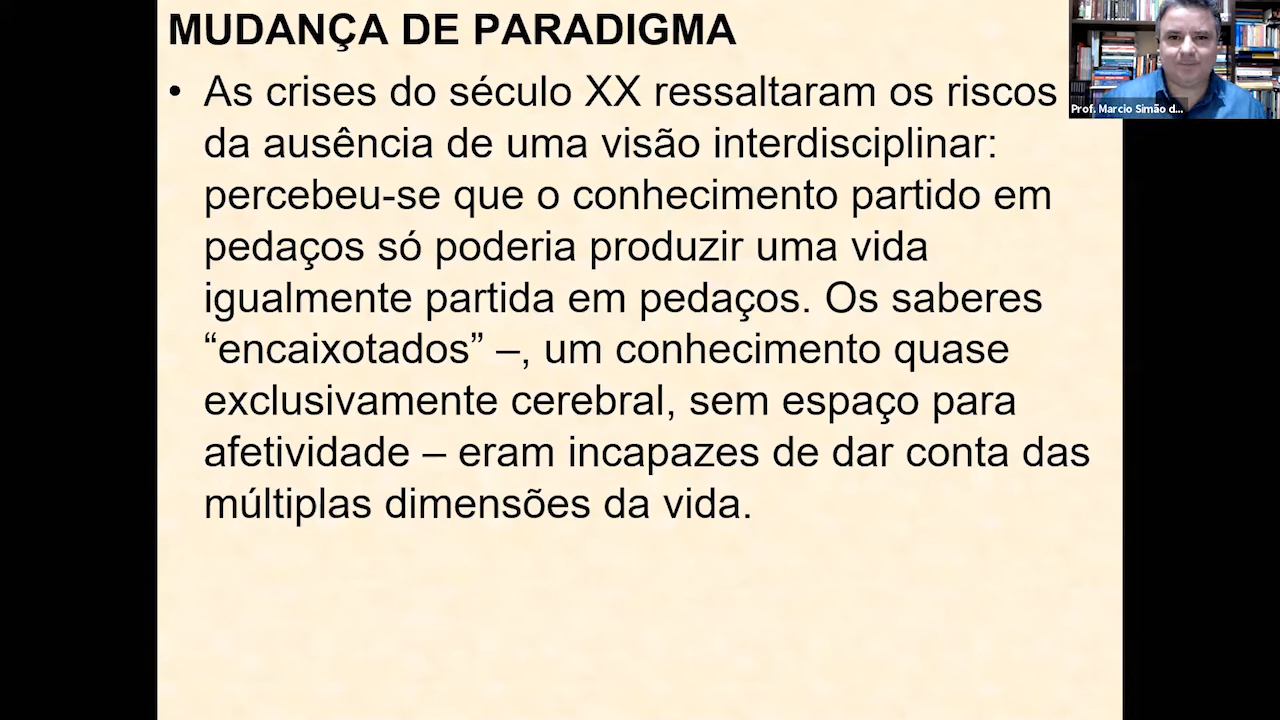 MUDANÇA DE PARADIGMA
• As crises do século XX ressaltaram os riscos
da ausência de uma visão interdisciplinar:
percebeu-se que o conhecimento partido em
pedaços só poderia produzir uma vida
igualmente partida em pedaços. Os saberes
“encaixotados” –, um conhecimento quase
exclusivamente cerebral, sem espaço para
afetividade – eram incapazes de dar conta das
múltiplas dimensões da vida.
Prof. Marcio Simão d...